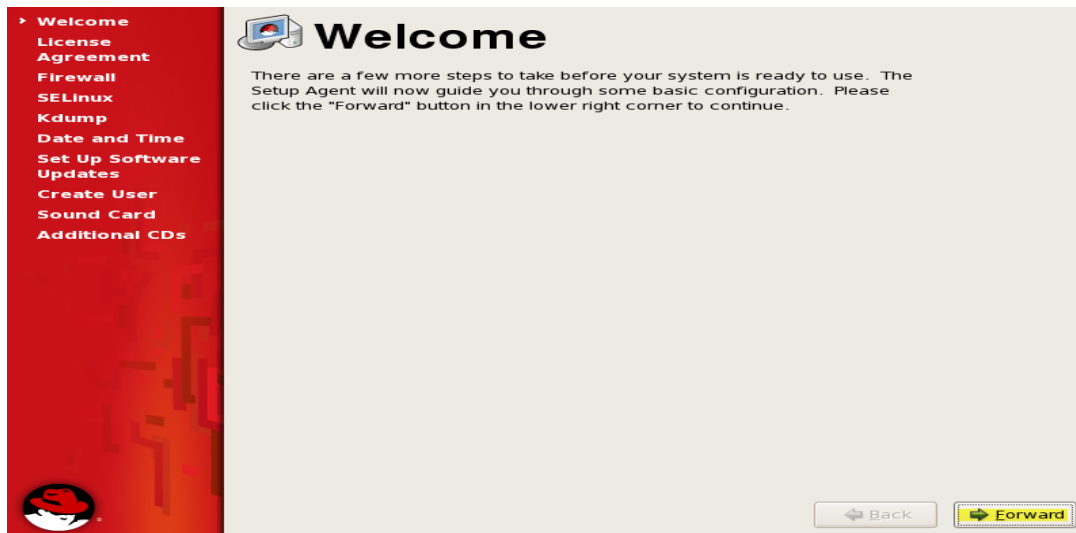 Welcome
License
Agreement
Firewall
SELinux
Kdump
Date and Time
Set Up Software
Updates
Create User
Sound Card
Additional CDs
Welcome
There are a few more steps to take before your system is ready to use. The
Setup Agent will now guide you through some basic configuration. Please
click the "Forward" button in the lower right corner to continue.
Back
Forward